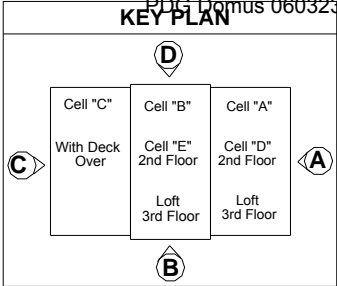 PDG Domus 060323
KEY PLAN
D
Cell "C"
With Deck
Over
Cell "B"
Cell "E"
2nd Floor
Loft
3rd Floor
Cell "A"
Cell "D"
2nd Floor
Loft
3rd Floor
C
A
B